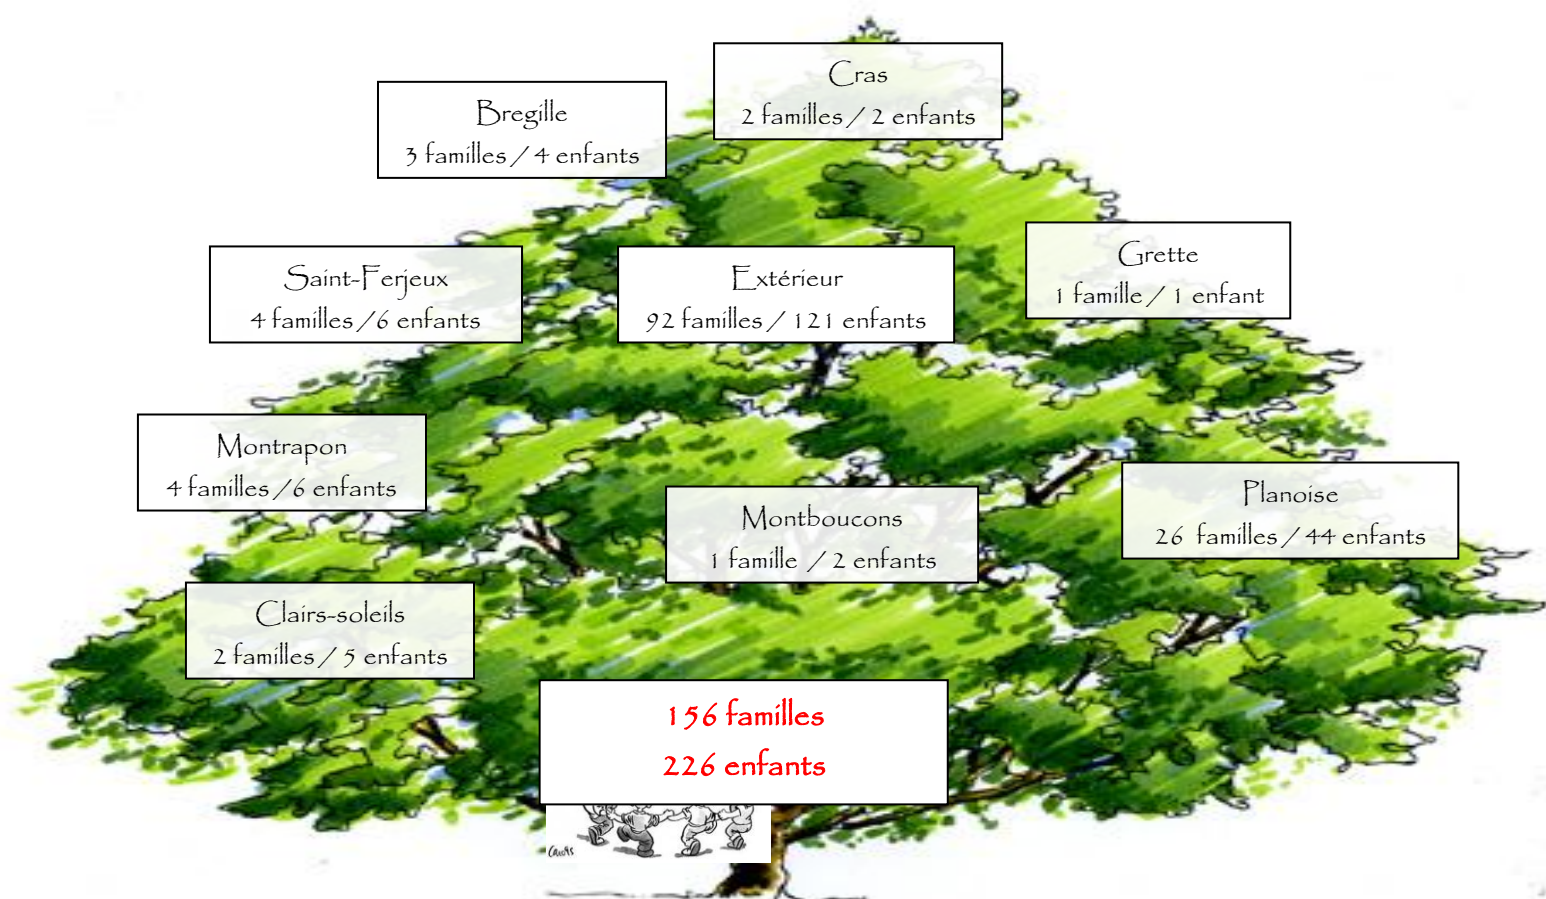 Cras
2 familles / 2 enfants
Bregille
3 familles / 4 enfants
Grette
1 famille / 1 enfant
Saint-Ferjeux
4 familles /6 enfants
Extérieur
92 familles / 121 enfants
Montrapon
4 familles /6 enfants
Planoise
26 familles / 44 enfants
Montboucons
1 famille / 2 enfants
Clairs-soleils
2 familles / 5 enfants
156 familles
226 enfants